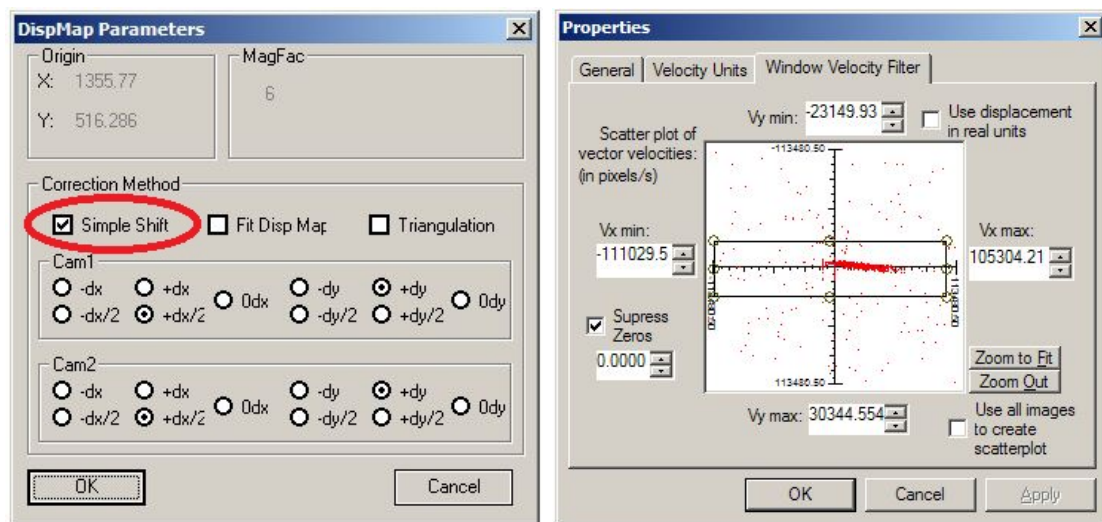 DispMap Parameters
Origin
X: 1355.77
Y: 516.286
MagFac
6
Correction Method
Simple Shift Fit Disp Map Triangulation
Cam1
-dx +dx 0dx -dy +dy 0dy
-dx/2 +dx/2 -dy/2 +dy/2
Cam2
-dx +dx 0dx -dy +dy 0dy
-dx/2 +dx/2 -dy/2 +dy/2
OK Cancel
Properties
General Velocity Units Window Velocity Filter
Vy min: -23149.93
Use displacement
in real units
Scatter plot of
vector velocities:
(in pixels/s)
-113480.50
Vx min:
-111029.5
Vx max:
105304.21
Supress
Zeros
0.0000
113480.50
Zoom to Fit
Zoom Out
Vy max: 30344.554
Use all images
to create
scatterplot
OK Cancel Apply